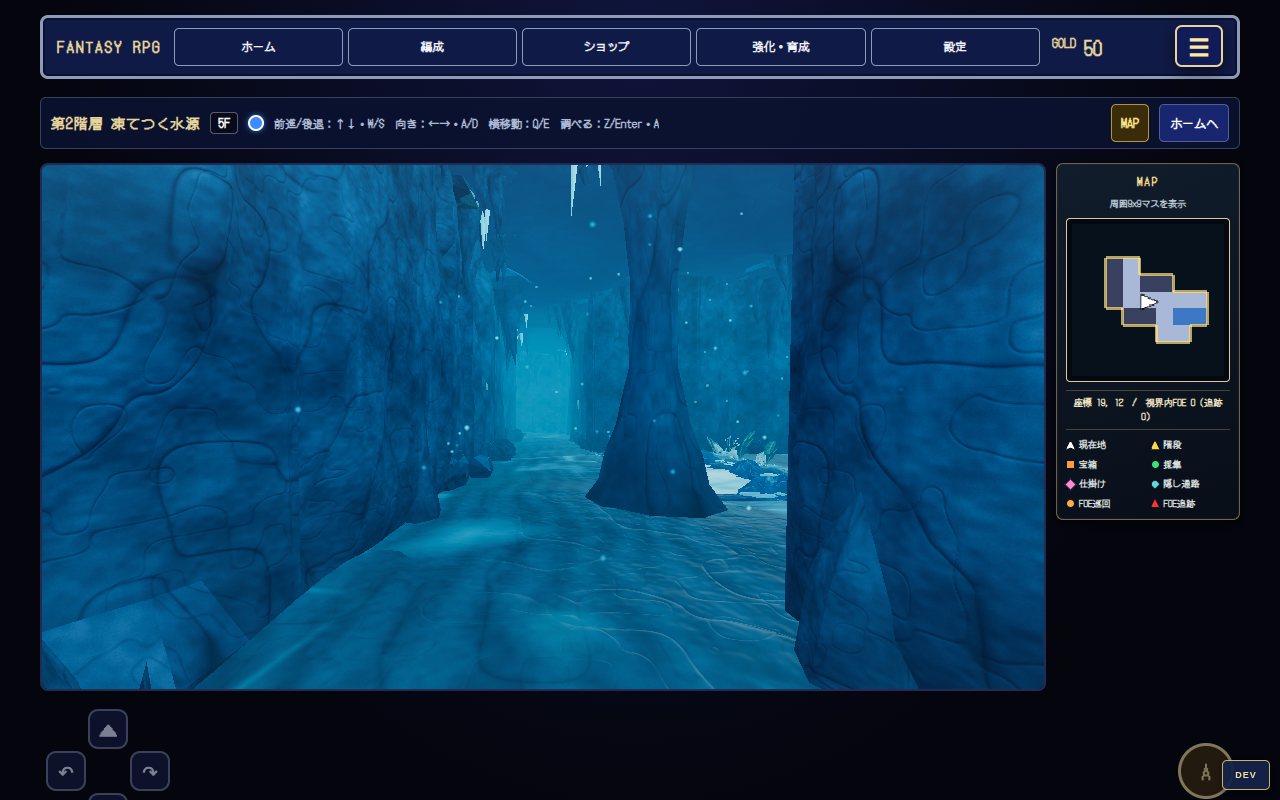 FANTASY RPG
ホーム
編成
ショップ
強化・育成
設定
GOLD 50
第2階層 凍てつく水源
5F
前進/後退：↑↓・W/S 向き：←→・A/D 横移動：Q/E 調べる：Z/Enter・A
MAP
ホームへ
MAP
周囲9x9マスを表示
座標 19, 12 / 視界内FOE 0（追跡
0）
現在地
階段
宝箱
採集
仕掛け
隠し通路
FOE巡回
FOE追跡
A
DEV